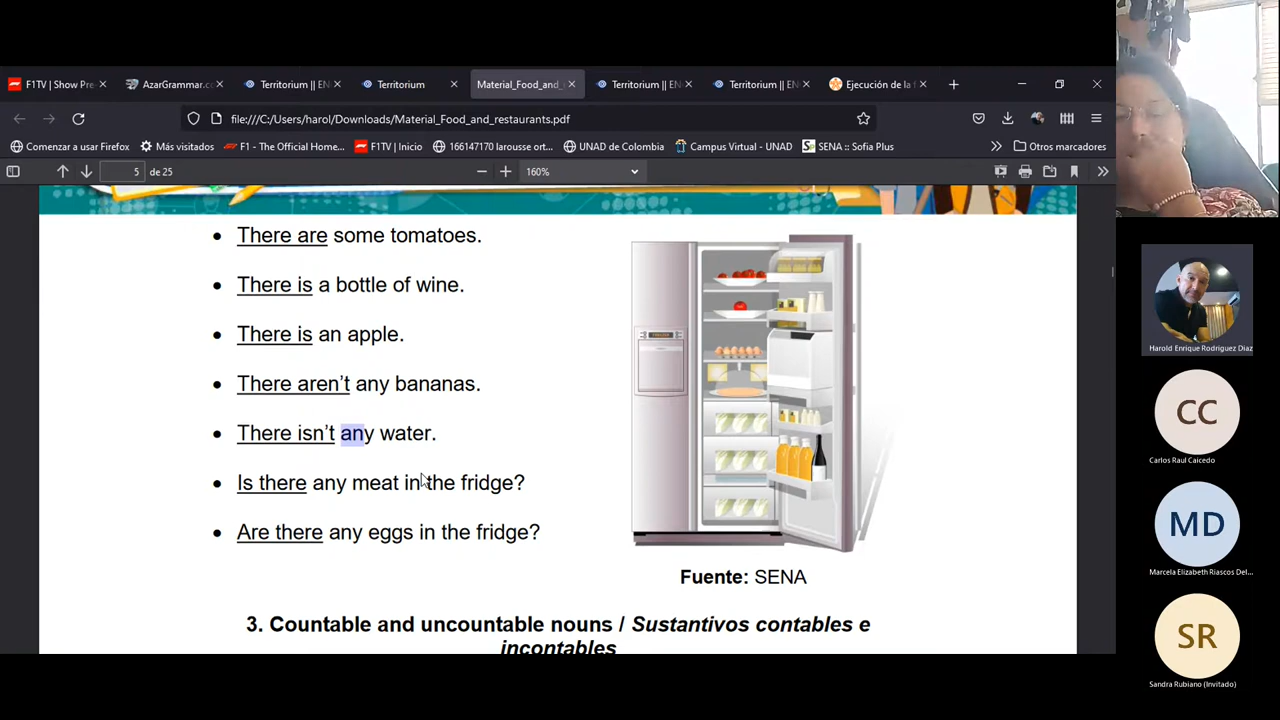 F1TV | Show Pre-
AzarGrammar.c
Territorium || EN
Territorium
Material_Food_and_
Territorium || EN
Territorium || EN
Ejecución de la f
file:///C:/Users/harol/Downloads/Material_Food_and_restaurants.pdf
Comenzar a usar Firefox
Más visitados
F1 - The Official Home...
F1TV | Inicio
166147170 larousse ort...
UNAD de Colombia
Campus Virtual - UNAD
SENA :: Sofia Plus
Otros marcadores
5 de 25
160%
• There are some tomatoes.
• There is a bottle of wine.
• There is an apple.
• There aren't any bananas.
• There isn't any water.
• Is there any meat in the fridge?
• Are there any eggs in the fridge?
Fuente: SENA
3. Countable and uncountable nouns / Sustantivos contables e
incontables
Harold Enrique Rodriguez Diaz
CC
Carlos Raul Caicedo
MD
Marcela Elizabeth Riascos Del...
SR
Sandra Rubiano (Invitado)